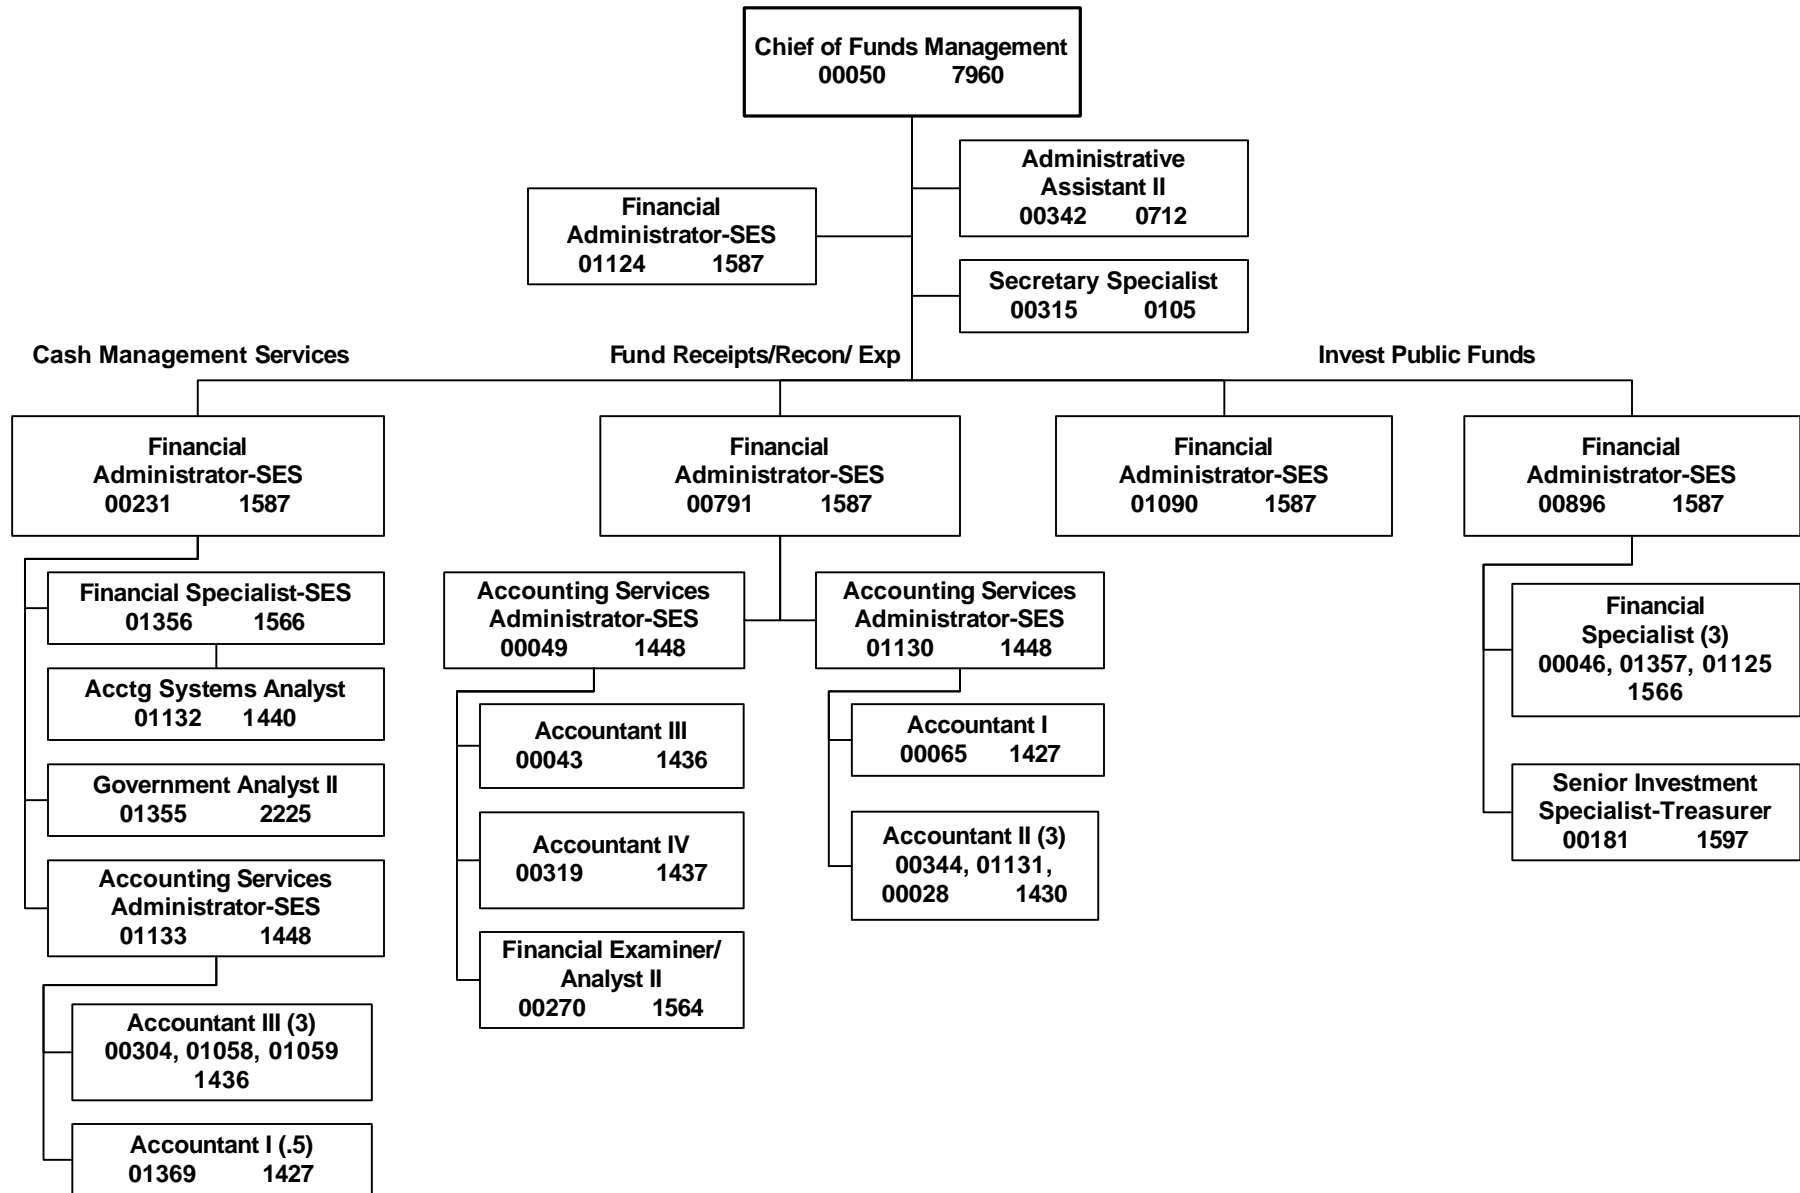 Chief of Funds Management
00050 7960
Administrative
Assistant II
00342 0712
Financial
Administrator-SES
01124 1587
Secretary Specialist
00315 0105
Cash Management Services
Fund Receipts/Recon/ Exp
Invest Public Funds
Financial
Administrator-SES
00231 1587
Financial
Administrator-SES
00791 1587
Financial
Administrator-SES
01090 1587
Financial
Administrator-SES
00896 1587
Financial Specialist-SES
01356 1566
Acctg Systems Analyst
01132 1440
Government Analyst II
01355 2225
Accounting Services
Administrator-SES
01133 1448
Accountant III (3)
00304, 01058, 01059
1436
Accountant I (.5)
01369 1427
Accounting Services
Administrator-SES
00049 1448
Accountant III
00043 1436
Accountant IV
00319 1437
Financial Examiner/
Analyst II
00270 1564
Accounting Services
Administrator-SES
01130 1448
Accountant I
00065 1427
Accountant II (3)
00344, 01131,
00028 1430
Financial
Specialist (3)
00046, 01357, 01125
1566
Senior Investment
Specialist-Treasurer
00181 1597